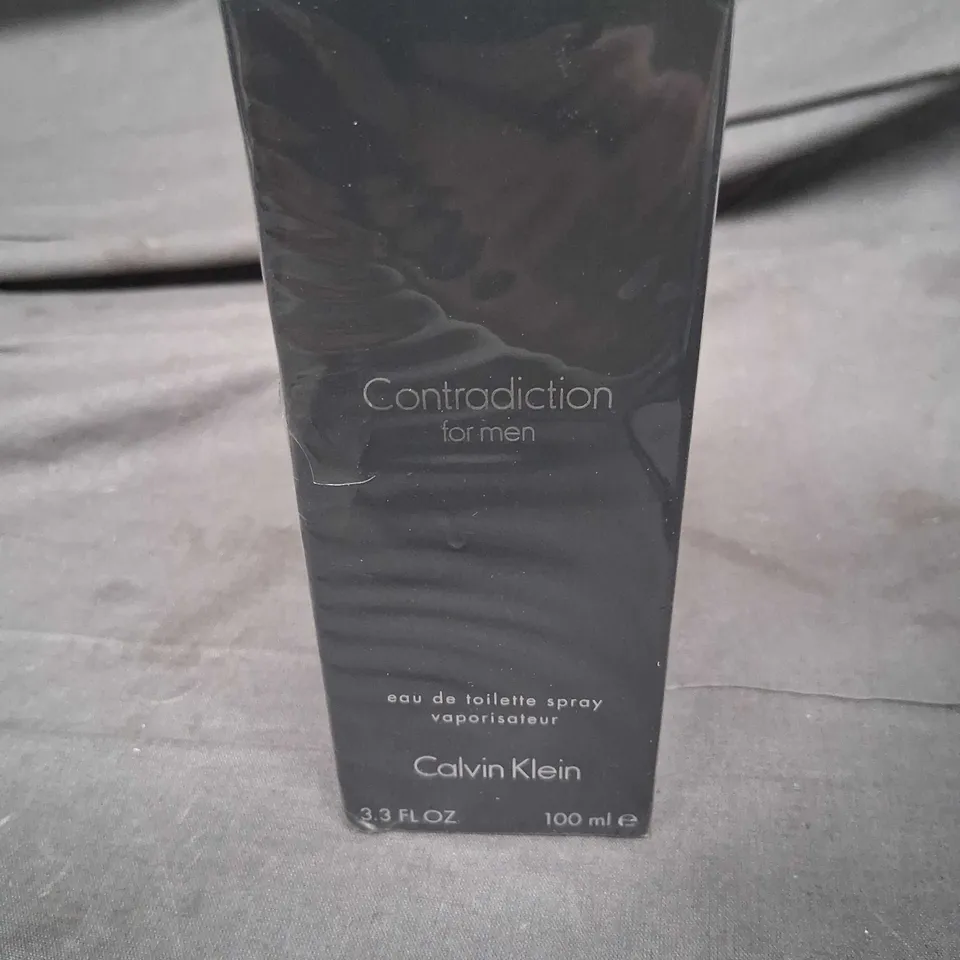 Contradiction
for men
eau de toilette spray
vaporisateur
Calvin Klein
3.3 FL OZ 100 ml ℮